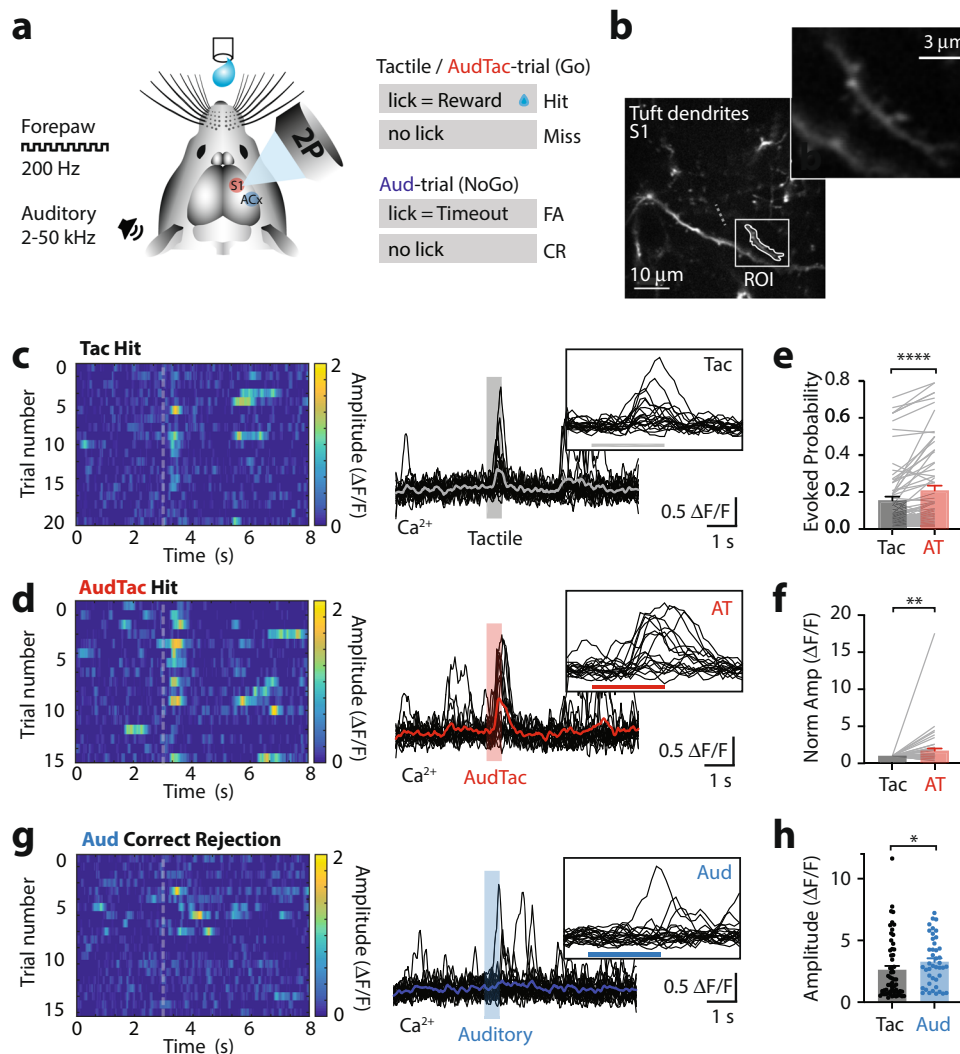 a
Forepaw
200 Hz
Auditory
2-50 kHz
2P
S1
ACx
Tactile / AudTac-trial (Go)
lick = Reward Hit
no lick Miss
Aud-trial (NoGo)
lick = Timeout FA
no lick CR
b
3 µm
Tuft dendrites
S1
10 µm
ROI
c
Tac Hit
Trial number
0
5
10
15
20
0 2 4 6 8
Time (s)
2
0
Amplitude (ΔF/F)
Tac
Ca²⁺
Tactile
0.5 ΔF/F
1 s
e
****
Evoked Probability
0.8
0.6
0.4
0.2
0.0
Tac AT
d
AudTac Hit
Trial number
0
5
10
15
0 2 4 6 8
Time (s)
2
0
Amplitude (ΔF/F)
AT
Ca²⁺
AudTac
0.5 ΔF/F
1 s
f
**
Norm Amp (ΔF/F)
20
15
10
5
0
Tac AT
g
Aud Correct Rejection
Trial number
0
5
10
15
0 2 4 6 8
Time (s)
2
0
Amplitude (ΔF/F)
Aud
Ca²⁺
Auditory
0.5 ΔF/F
1 s
h
*
Amplitude (ΔF/F)
10
5
0
Tac Aud